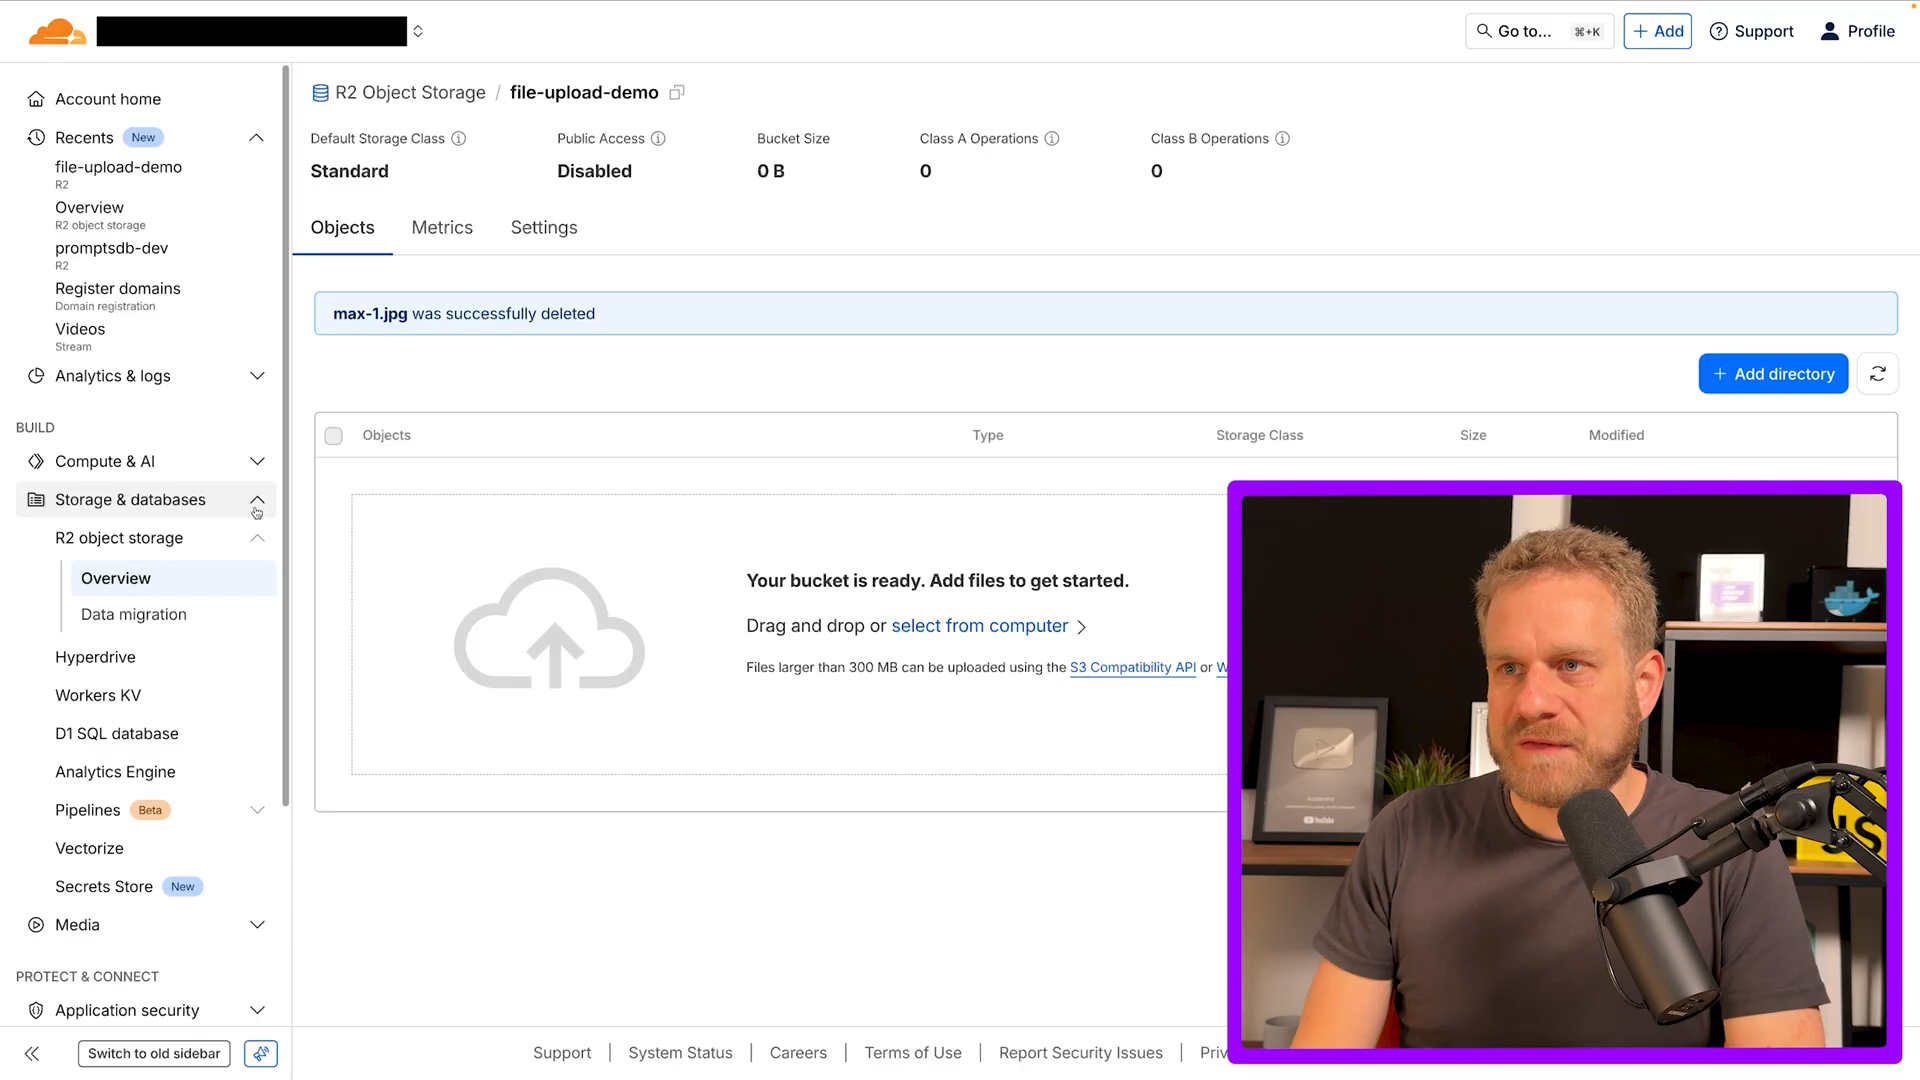 Go to... ⌘+K
+ Add
Support
Profile
Account home
Recents New
file-upload-demo
R2
Overview
R2 object storage
promptsdb-dev
R2
Register domains
Domain registration
Videos
Stream
Analytics & logs
BUILD
Compute & AI
Storage & databases
R2 object storage
Overview
Data migration
Hyperdrive
Workers KV
D1 SQL database
Analytics Engine
Pipelines Beta
Vectorize
Secrets Store New
Media
PROTECT & CONNECT
Application security
Switch to old sidebar
R2 Object Storage / file-upload-demo
Default Storage Class
Standard
Public Access
Disabled
Bucket Size
0 B
Class A Operations
0
Class B Operations
0
Objects Metrics Settings
max-1.jpg was successfully deleted
+ Add directory
Objects Type Storage Class Size Modified
Your bucket is ready. Add files to get started.
Drag and drop or select from computer
Files larger than 300 MB can be uploaded using the S3 Compatibility API or W
Support | System Status | Careers | Terms of Use | Report Security Issues | Priv
YouTube
JS